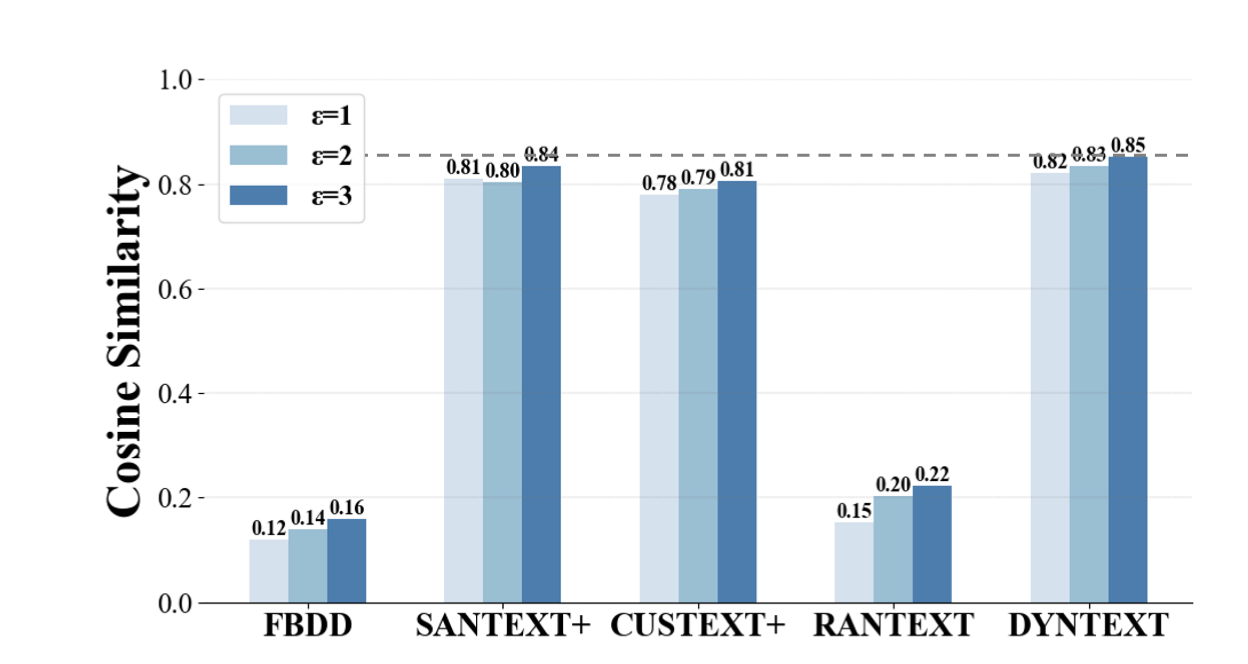 1.0
0.8
0.6
0.4
0.2
0.0
Cosine Similarity
ε=1
ε=2
ε=3
0.12 0.14 0.16
0.81 0.80 0.84
0.78 0.79 0.81
0.15 0.20 0.22
0.82 0.83 0.85
FBDD SANTEXT+ CUSTEXT+ RANTEXT DYNTEXT